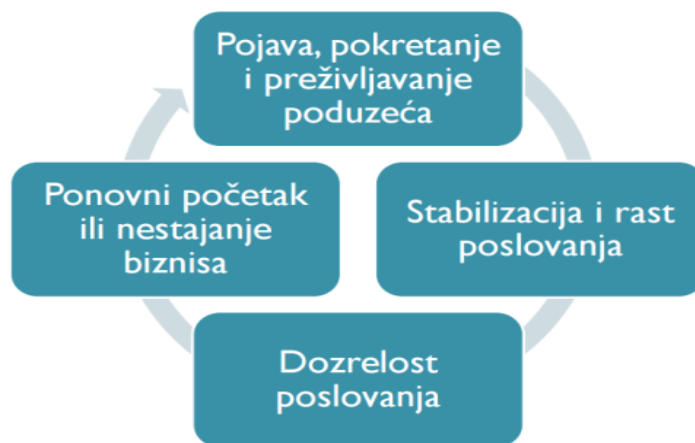 Pojava, pokretanje
i preživljavanje
poduzeća
Stabilizacija i rast
poslovanja
Dozrelost
poslovanja
Ponovni početak
ili nestajanje
biznisa